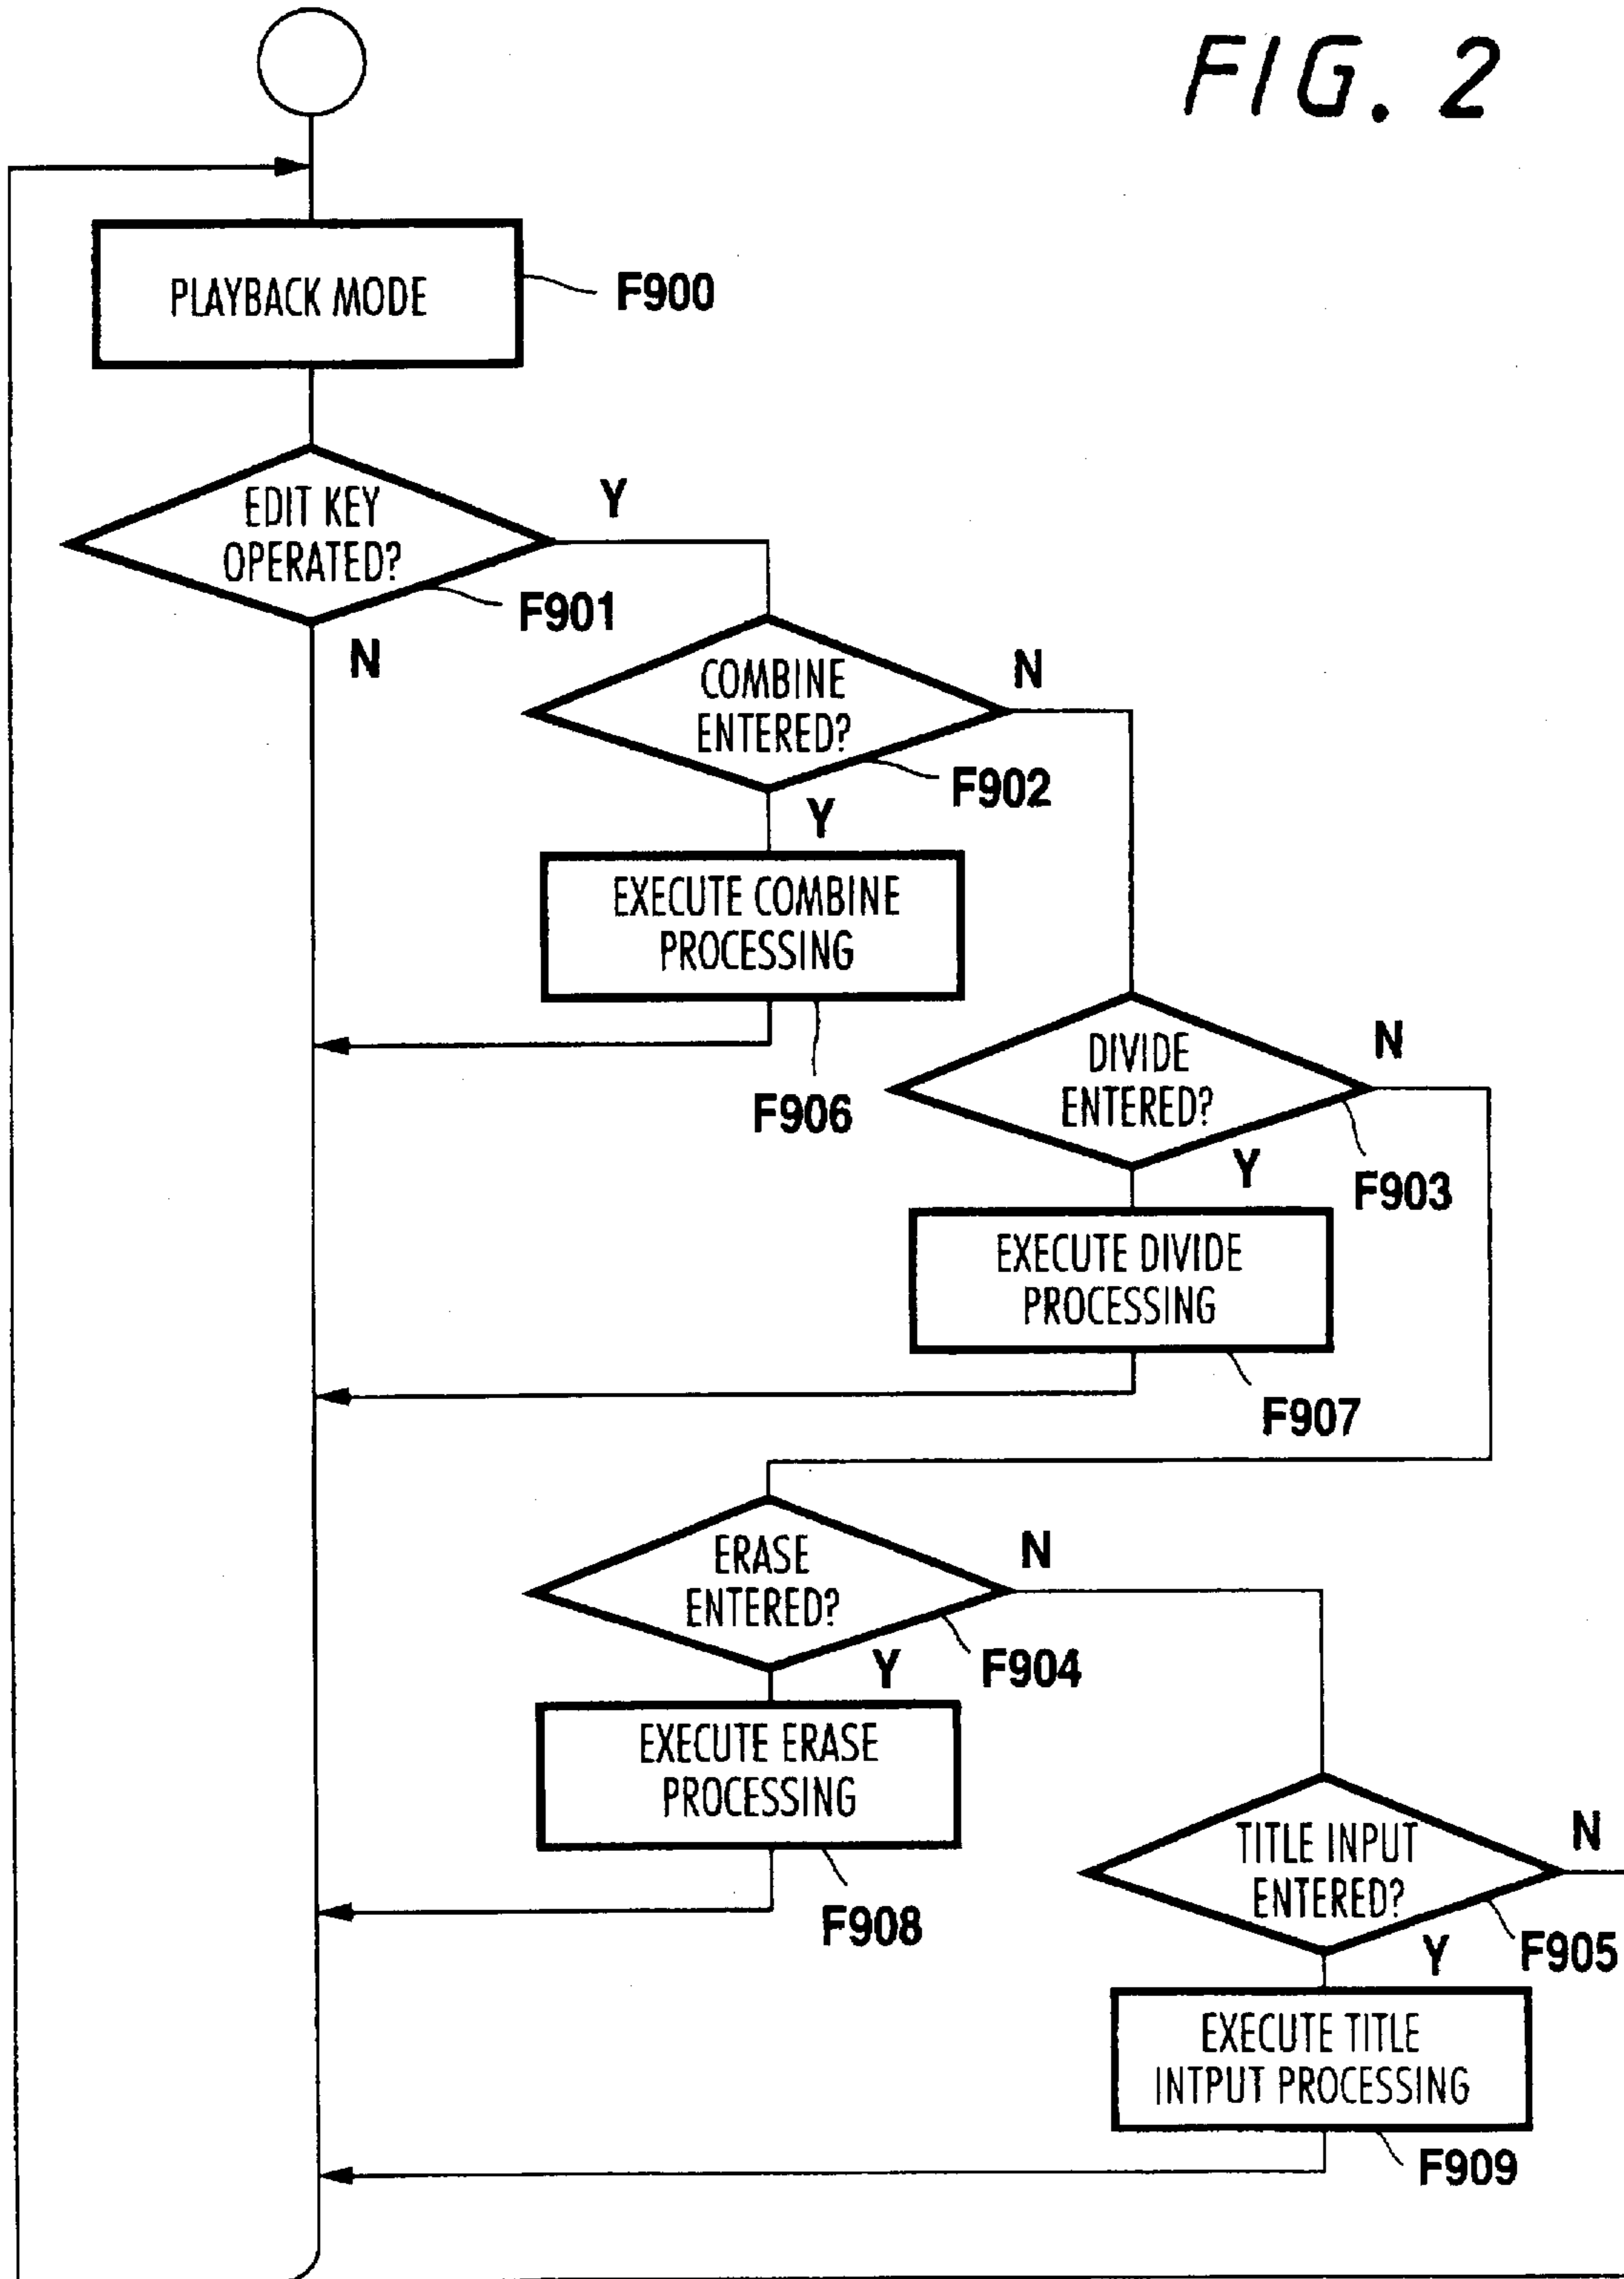 FIG. 2
PLAYBACK MODE
F900
EDIT KEY
OPERATED?
Y
F901
N
COMBINE
ENTERED?
N
F902
Y
EXECUTE COMBINE
PROCESSING
F906
DIVIDE
ENTERED?
N
F903
Y
EXECUTE DIVIDE
PROCESSING
F907
ERASE
ENTERED?
N
F904
Y
EXECUTE ERASE
PROCESSING
F908
TITLE INPUT
ENTERED?
N
F905
Y
EXECUTE TITLE
INTPUT PROCESSING
F909